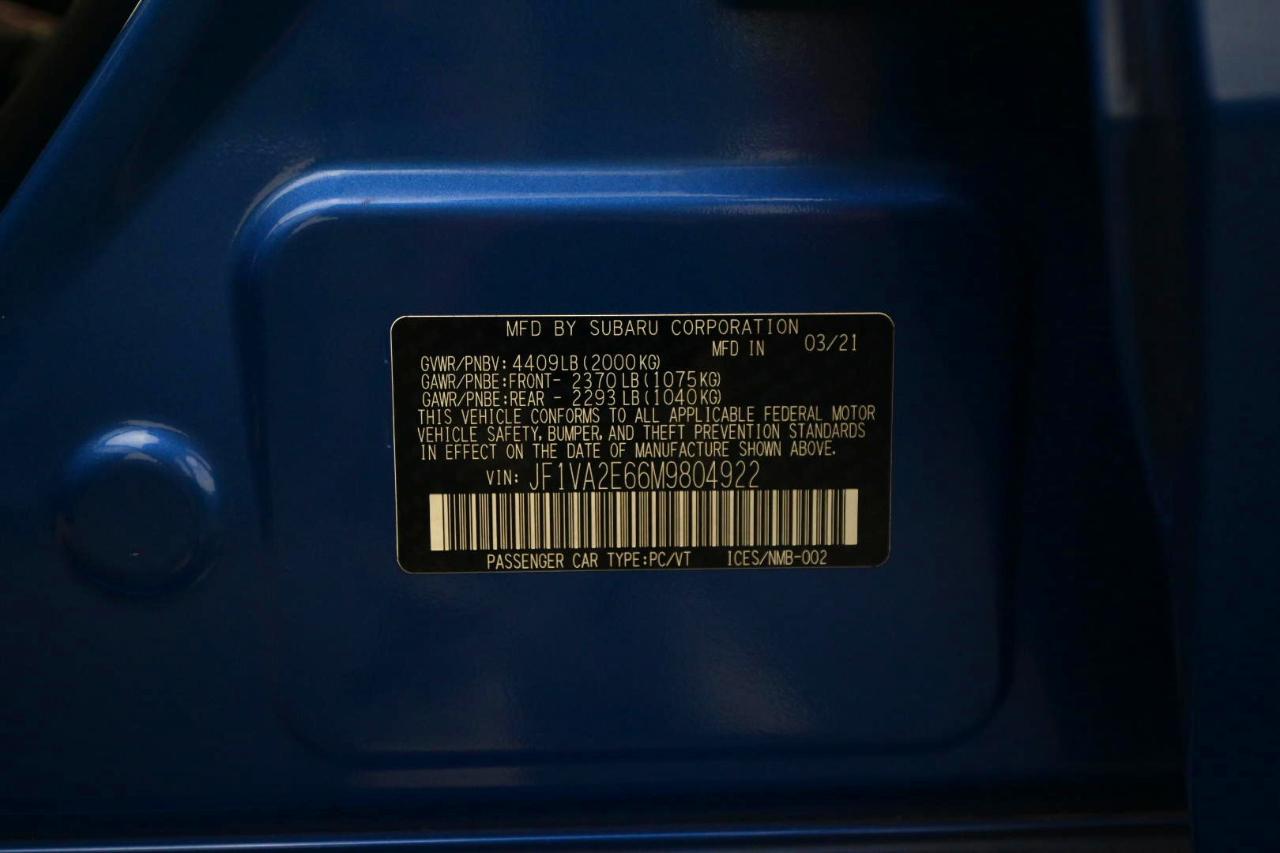 MFD BY SUBARU CORPORATION
MFD IN 03/21
GVWR/PNBV: 4409LB(2000KG)
GAWR/PNBE:FRONT- 2370 LB(1075KG)
GAWR/PNBE:REAR - 2293 LB(1040KG)
THIS VEHICLE CONFORMS TO ALL APPLICABLE FEDERAL MOTOR
VEHICLE SAFETY, BUMPER, AND THEFT PREVENTION STANDARDS
IN EFFECT ON THE DATE OF MANUFACTURE SHOWN ABOVE.
VIN: JF1VA2E66M9804922
PASSENGER CAR TYPE:PC/VT ICES/NMB-002